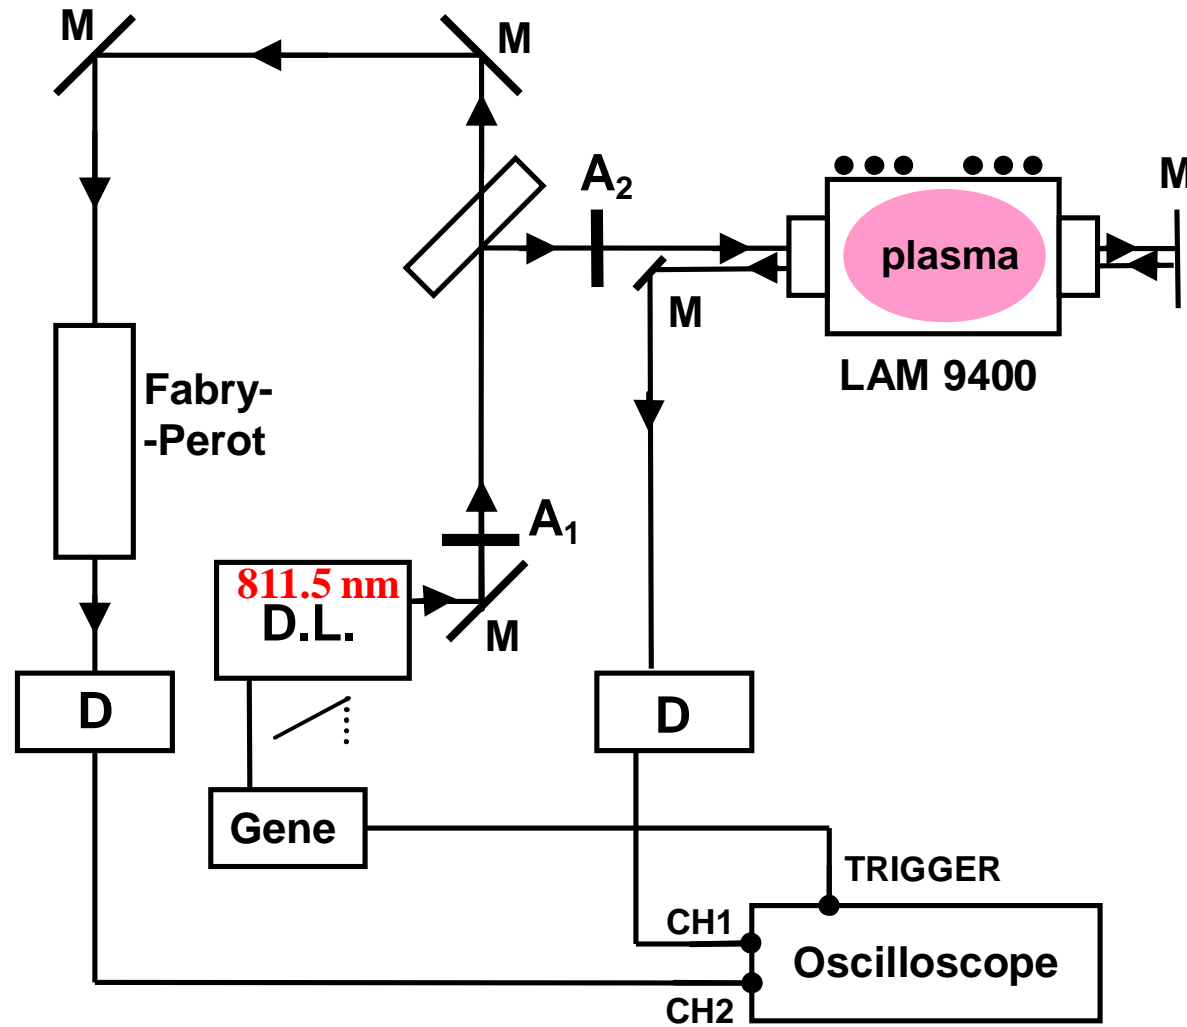 M
M
A2
M
plasma
M
LAM 9400
Fabry-
-Perot
A1
811.5 nm
D.L.
M
D
D
Gene
TRIGGER
CH1
Oscilloscope
CH2